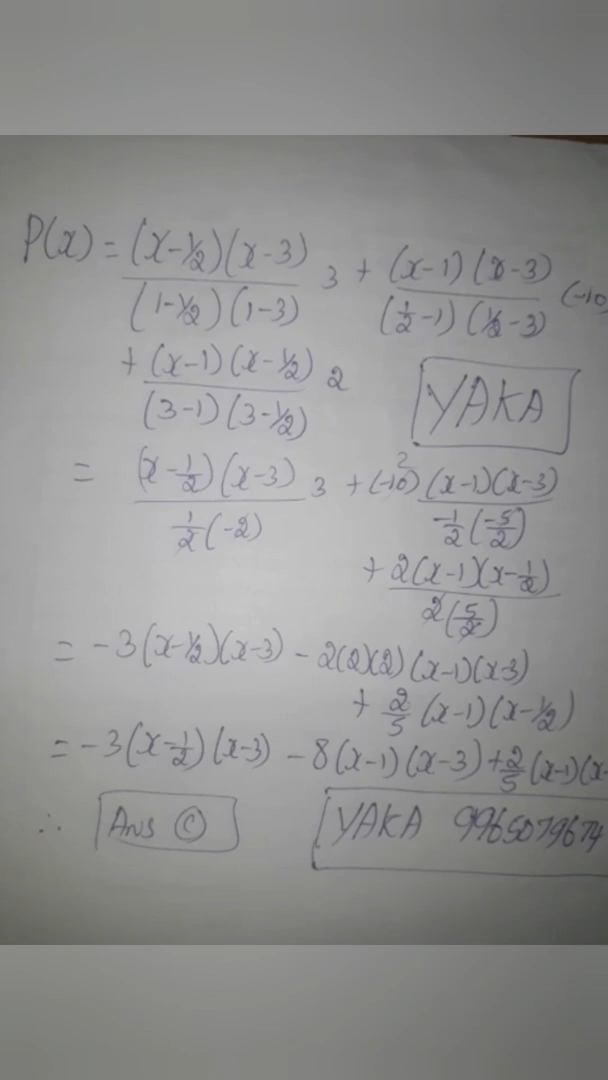 P(x) = (x-1/2)(x-3) / (1-1/2)(1-3) 3 + (x-1)(x-3) / (1/2-1)(1/2-3) (-10
+ (x-1)(x-1/2) / (3-1)(3-1/2) 2
YAKA
= (x-1/2)(x-3) / 1/2(-2) 3 + (-10) 2 (x-1)(x-3) / -1/2(-5/2)
+ 2(x-1)(x-1/2) / 2(5/2)
= -3(x-1/2)(x-3) - 2(2)(2)(x-1)(x-3)
+ 2/5 (x-1)(x-1/2)
= -3(x-1/2)(x-3) - 8(x-1)(x-3) + 2/5 (x-1)(x-
∴ Ans C YAKA 9965079674